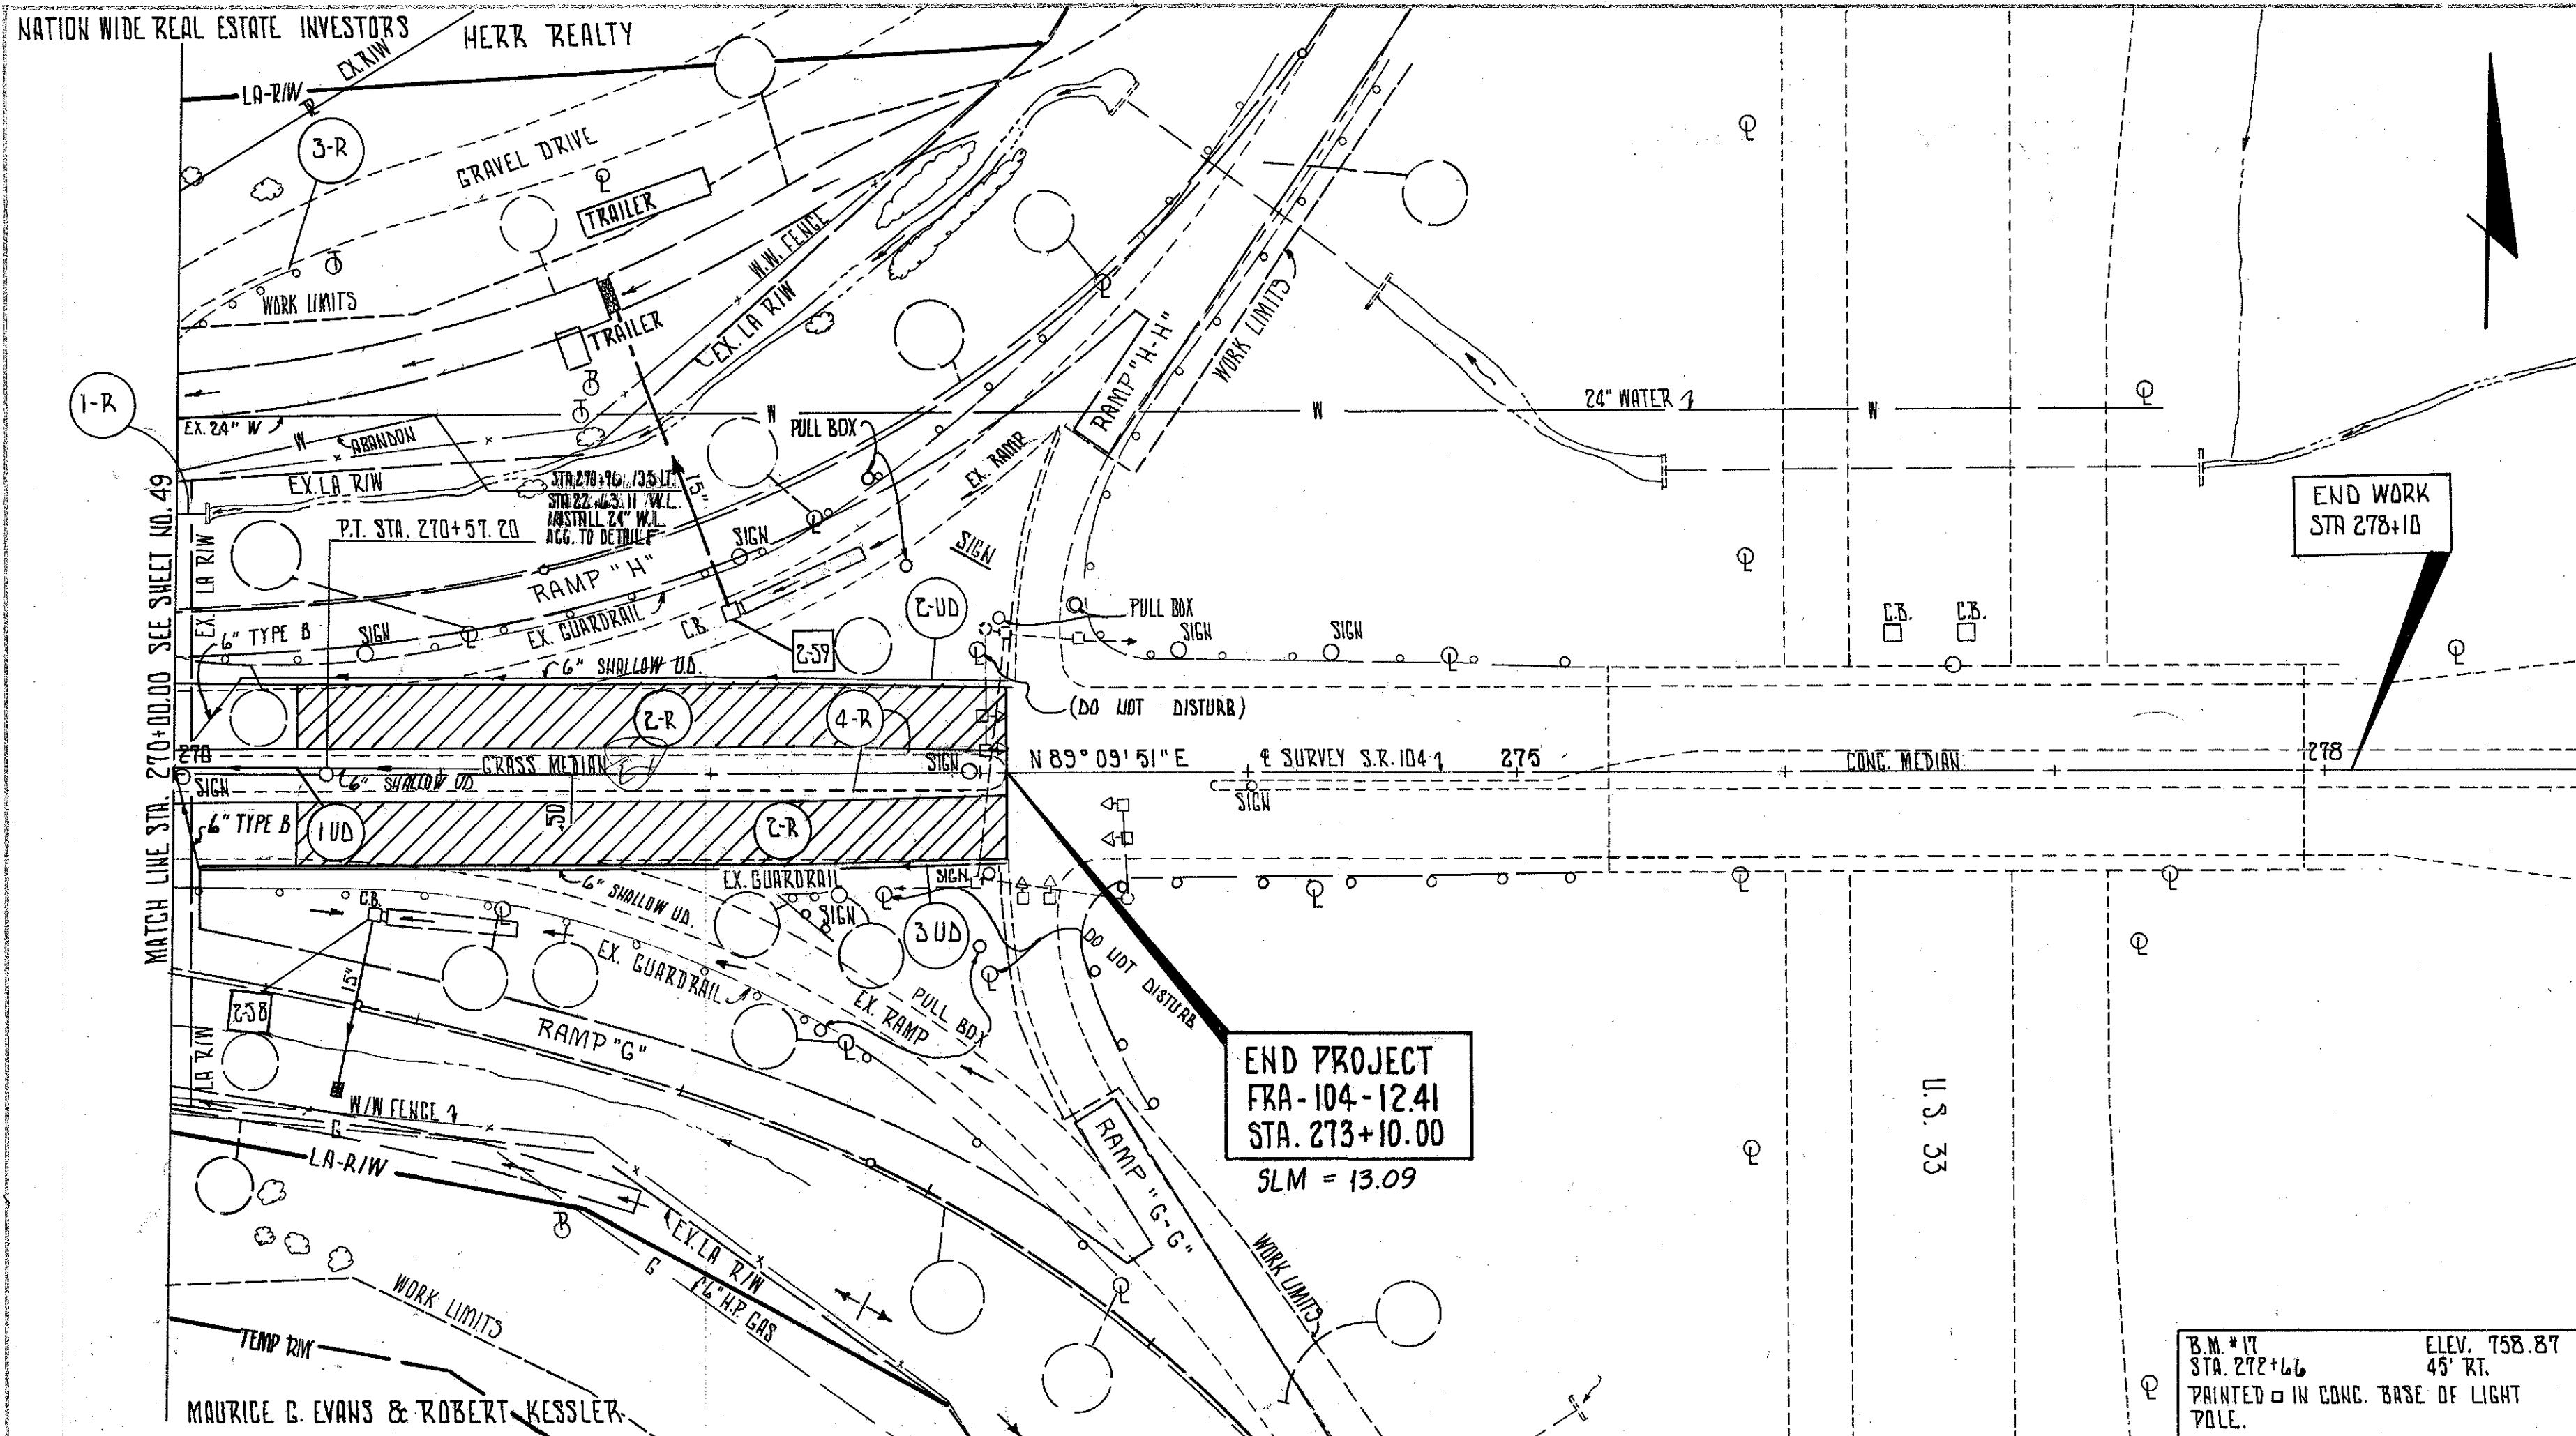 NATION WIDE REAL ESTATE INVESTORS
HERR REALTY
EX. R/W
LA-R/W
3-R
GRAVEL DRIVE
TRAILER
WORK LIMITS
TRAILER
W.W. FENCE
EX. LA R/W
1-R
EX. 24" W
W
ABANDON
EX. LA R/W
W
PULL BOX
W
24" WATER
W
RAMP "H-H"
WORK LIMITS
EX. RAMP
15"
INSTALL 24" W.L.
ACC. TO DETAIL F
P.T. STA. 270+57.20
SIGN
SIGN
RAMP "H"
EX. LA R/W
6" TYPE B
SIGN
EX. GUARDRAIL
C.B.
2-59
2-UD
PULL BOX
SIGN
SIGN
C.B.
C.B.
END WORK
STA 278+10
6" SHALLOW U.D.
(DO NOT DISTURB)
MATCH LINE STA. 270+00.00 SEE SHEET NO. 49
2-R
4-R
270
GRASS MEDIAN
SIGN
N 89° 09' 51" E
℄ SURVEY S.R. 104
275
CONC. MEDIAN
278
SIGN
6" SHALLOW UD
SIGN
6" TYPE B
1 UD
+50
2-R
6" SHALLOW UD.
EX. GUARDRAIL
SIGN
SIGN
3 UD
C.B.
15"
2-58
EX. GUARDRAIL
EX. RAMP
PULL BOX
DO NOT DISTURB
RAMP "G"
LA R/W
END PROJECT
FRA-104-12.41
STA. 273+10.00
SLM = 13.09
U.S. 33
W/W FENCE
G
LA-R/W
RAMP "G-G"
EX. LA R/W
G
6" H.P. GAS
WORK LIMITS
WORK LIMITS
TEMP R/W
MAURICE G. EVANS & ROBERT KESSLER
B.M. #17 ELEV. 758.87
STA. 272+66 45' RT.
PAINTED □ IN CONC. BASE OF LIGHT
POLE.